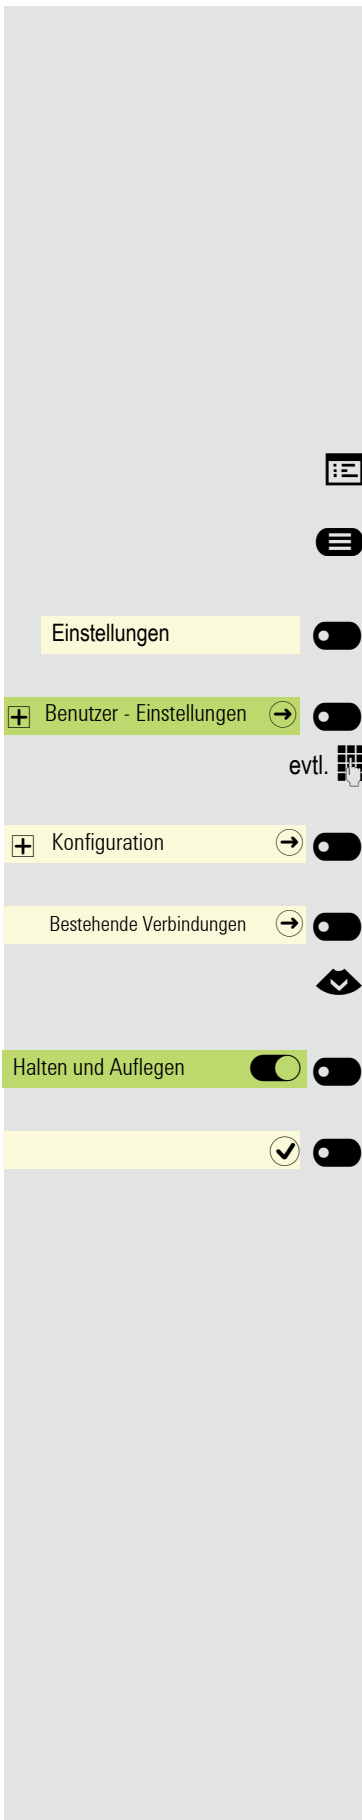 Einstellungen
Benutzer - Einstellungen
evtl.
Konfiguration
Bestehende Verbindungen
Halten und Auflegen